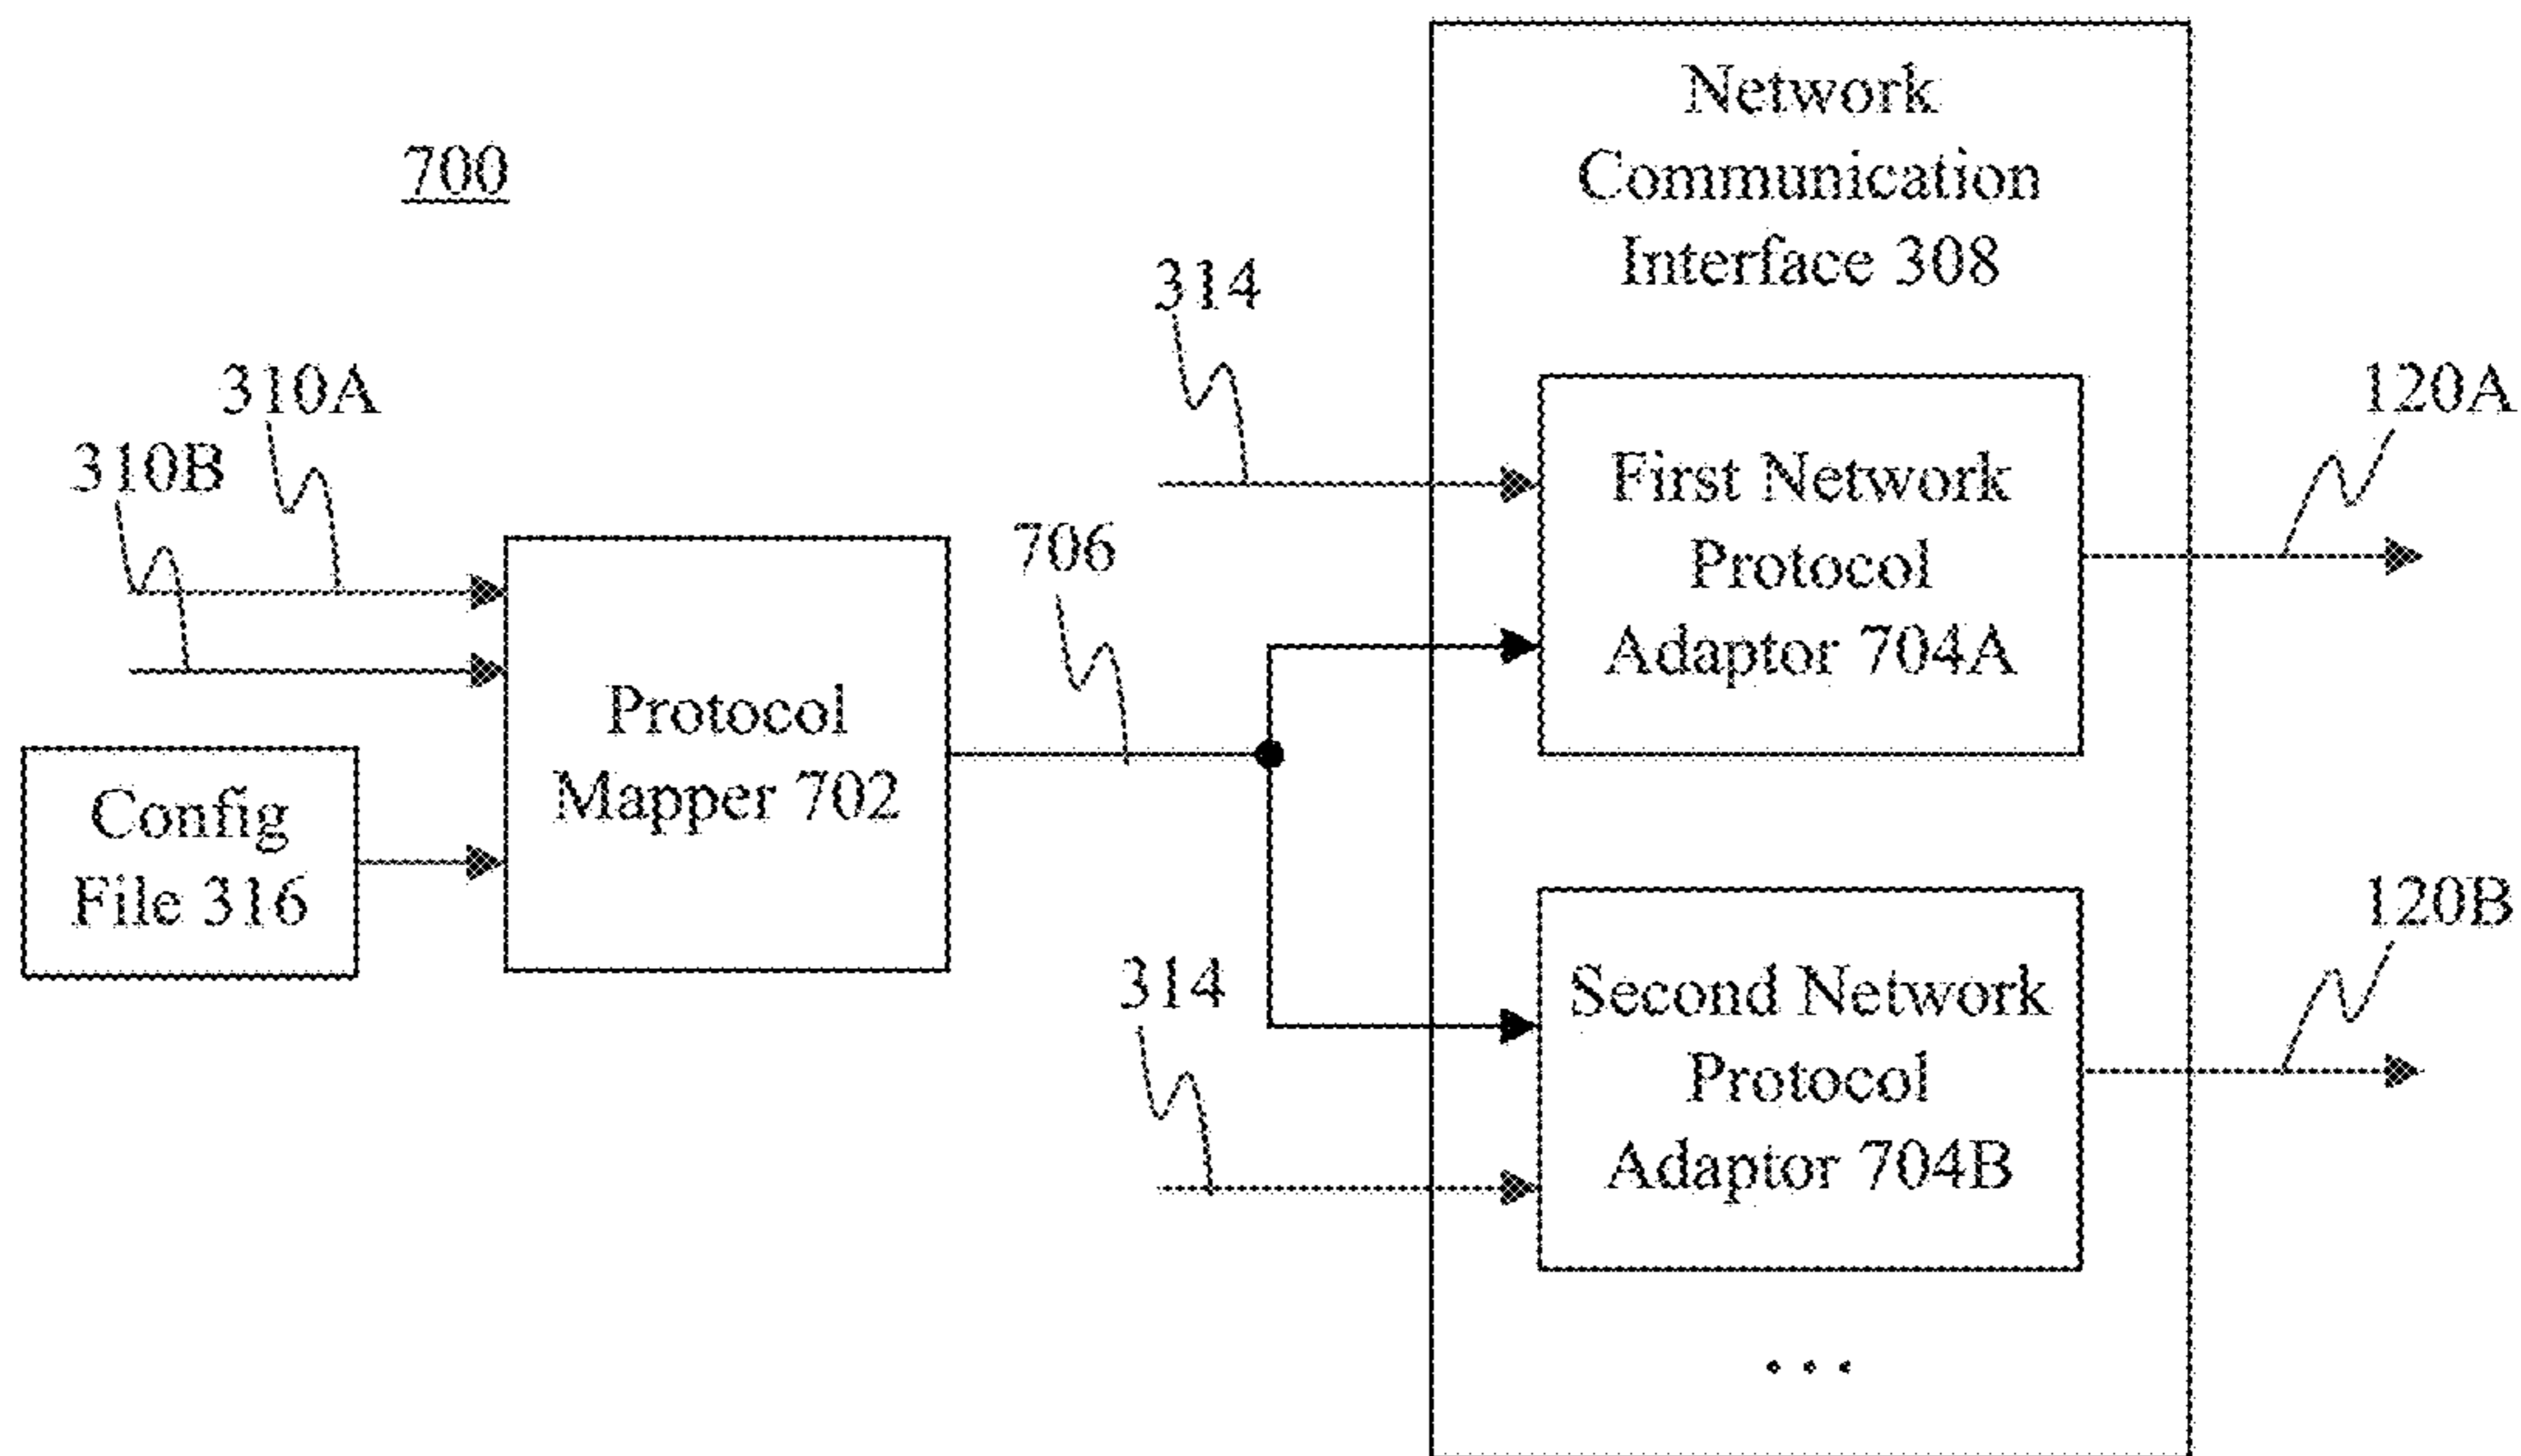 700
Network
Communication
Interface 308
314
310A
310B
120A
First Network
Protocol
Adaptor 704A
706
Protocol
Mapper 702
Config
File 316
120B
314
Second Network
Protocol
Adaptor 704B
...